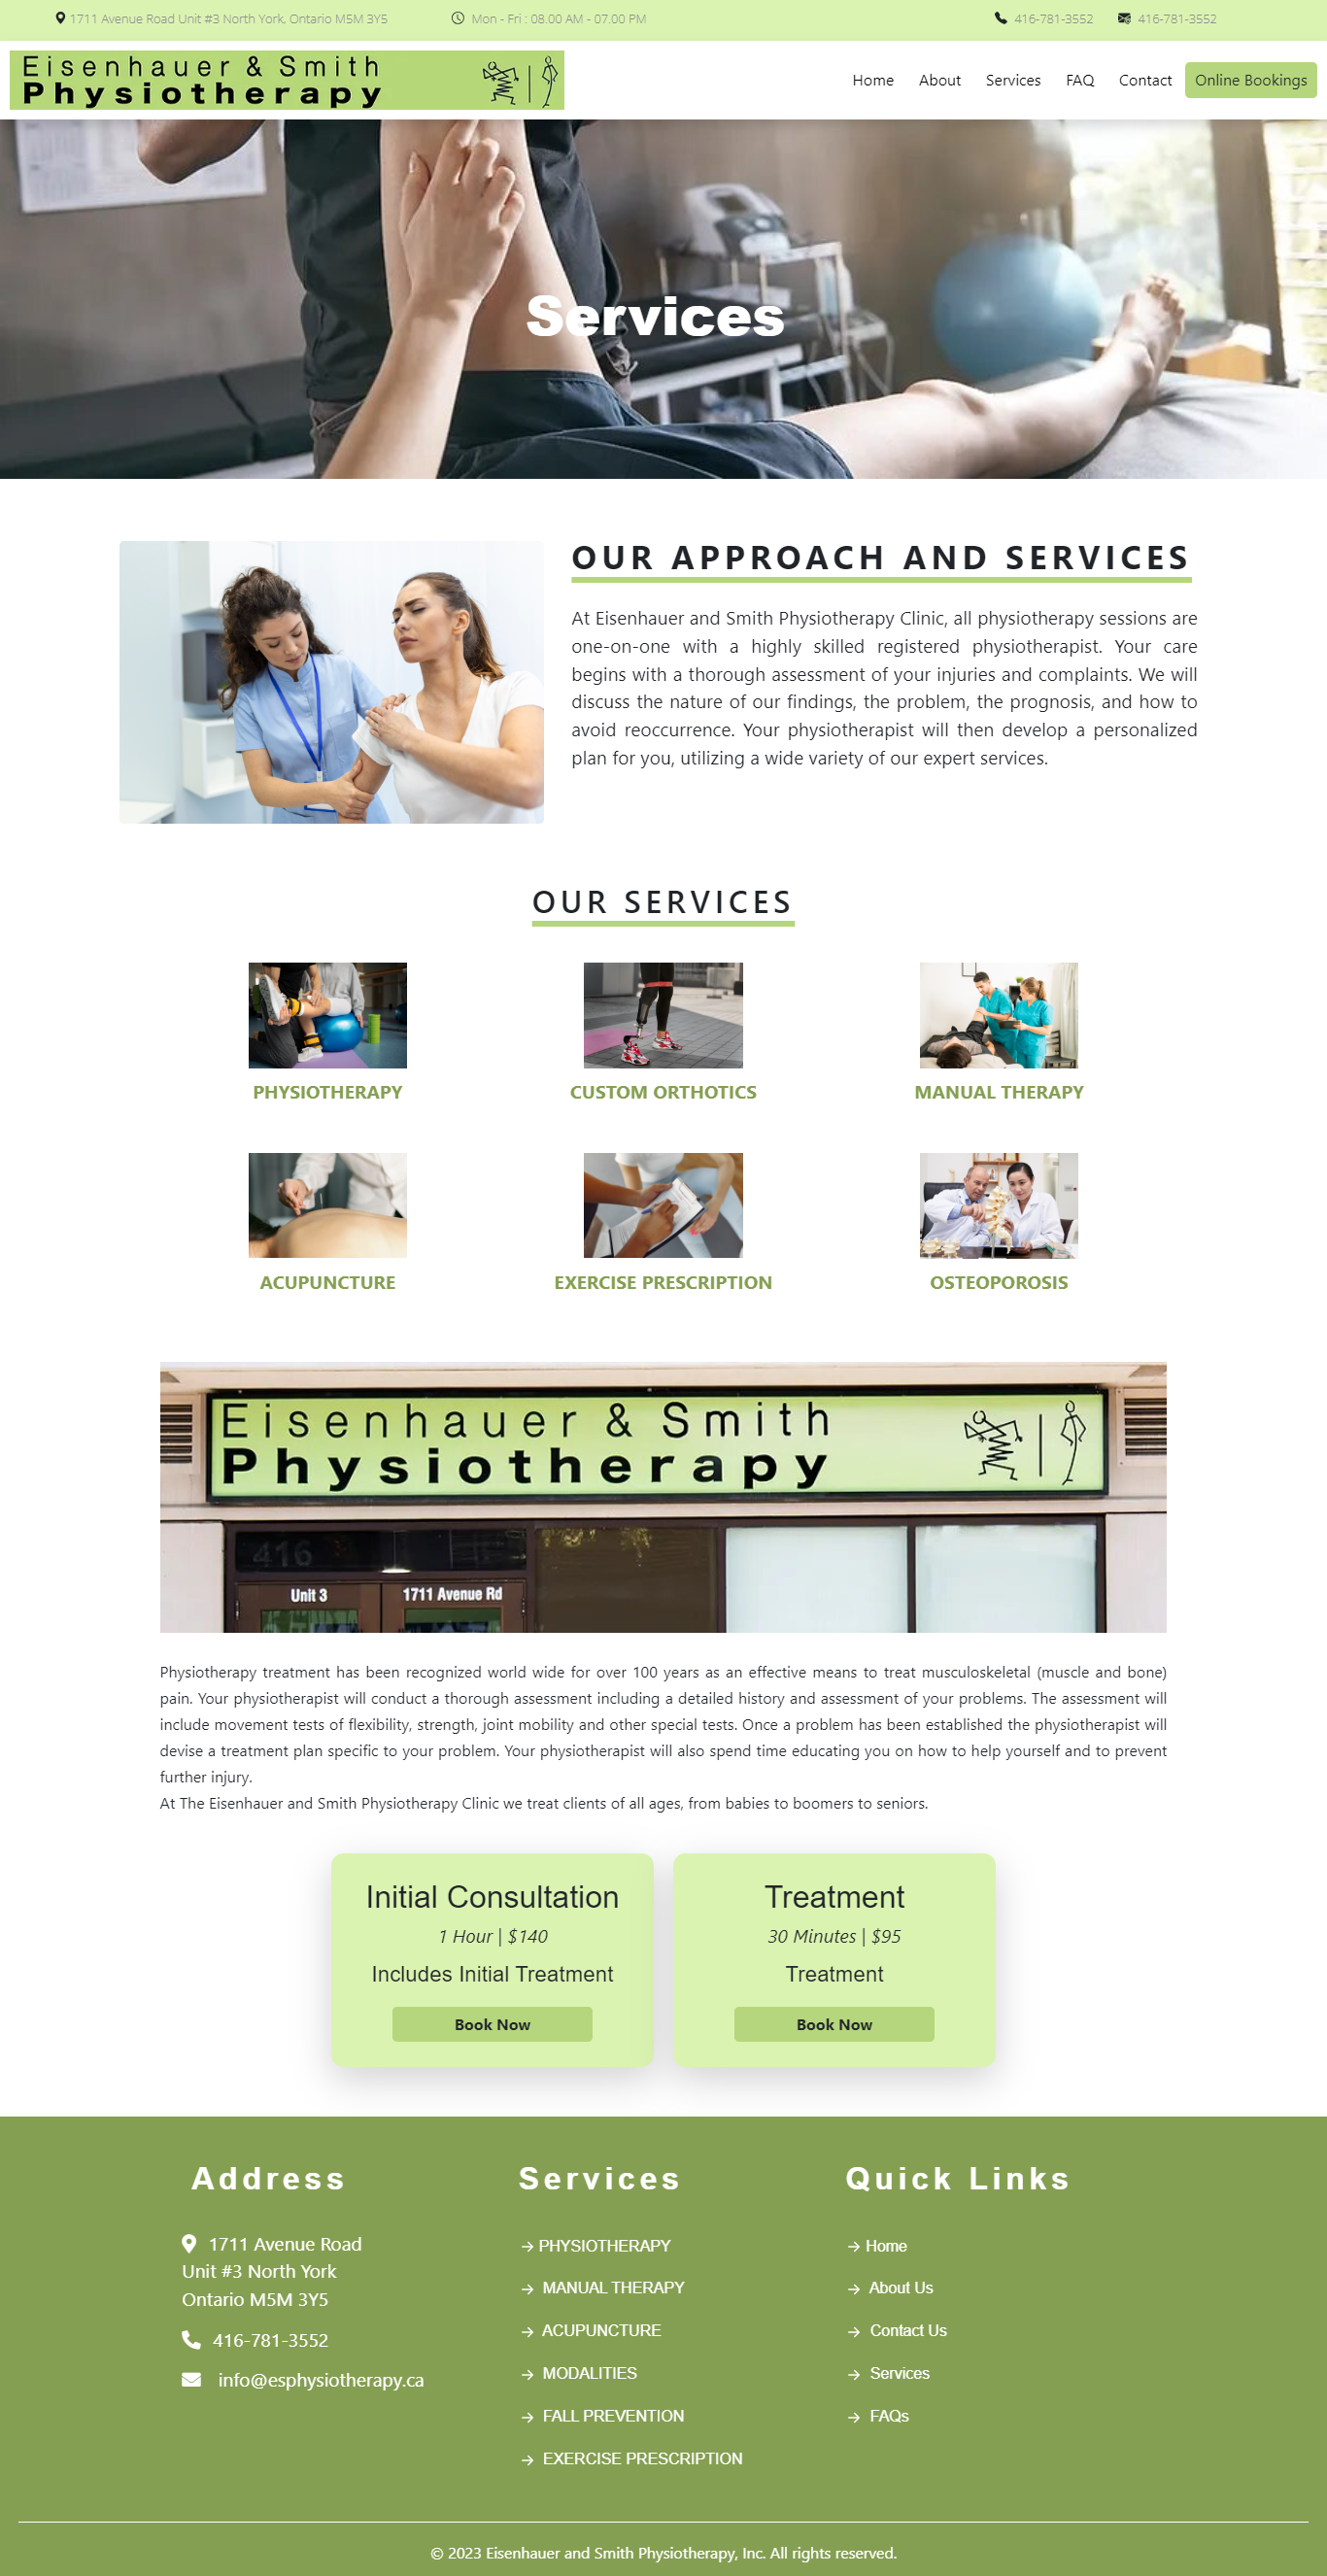 1711 Avenue Road Unit #3 North York, Ontario M5M 3Y5
Mon - Fri : 08.00 AM - 07.00 PM
416-781-3552
416-781-3552
Eisenhauer & Smith
Physiotherapy
Home
About
Services
FAQ
Contact
Online Bookings
Services
OUR APPROACH AND SERVICES
At Eisenhauer and Smith Physiotherapy Clinic, all physiotherapy sessions are
one-on-one with a highly skilled registered physiotherapist. Your care
begins with a thorough assessment of your injuries and complaints. We will
discuss the nature of our findings, the problem, the prognosis, and how to
avoid reoccurrence. Your physiotherapist will then develop a personalized
plan for you, utilizing a wide variety of our expert services.
OUR SERVICES
PHYSIOTHERAPY
CUSTOM ORTHOTICS
MANUAL THERAPY
ACUPUNCTURE
EXERCISE PRESCRIPTION
OSTEOPOROSIS
Eisenhauer & Smith
Physiotherapy
416
Unit 3
1711 Avenue Rd
Physiotherapy treatment has been recognized world wide for over 100 years as an effective means to treat musculoskeletal (muscle and bone)
pain. Your physiotherapist will conduct a thorough assessment including a detailed history and assessment of your problems. The assessment will
include movement tests of flexibility, strength, joint mobility and other special tests. Once a problem has been established the physiotherapist will
devise a treatment plan specific to your problem. Your physiotherapist will also spend time educating you on how to help yourself and to prevent
further injury.
At The Eisenhauer and Smith Physiotherapy Clinic we treat clients of all ages, from babies to boomers to seniors.
Initial Consultation
1 Hour | $140
Includes Initial Treatment
Book Now
Treatment
30 Minutes | $95
Treatment
Book Now
Address
1711 Avenue Road
Unit #3 North York
Ontario M5M 3Y5
416-781-3552
info@esphysiotherapy.ca
Services
PHYSIOTHERAPY
MANUAL THERAPY
ACUPUNCTURE
MODALITIES
FALL PREVENTION
EXERCISE PRESCRIPTION
Quick Links
Home
About Us
Contact Us
Services
FAQs
© 2023 Eisenhauer and Smith Physiotherapy, Inc. All rights reserved.